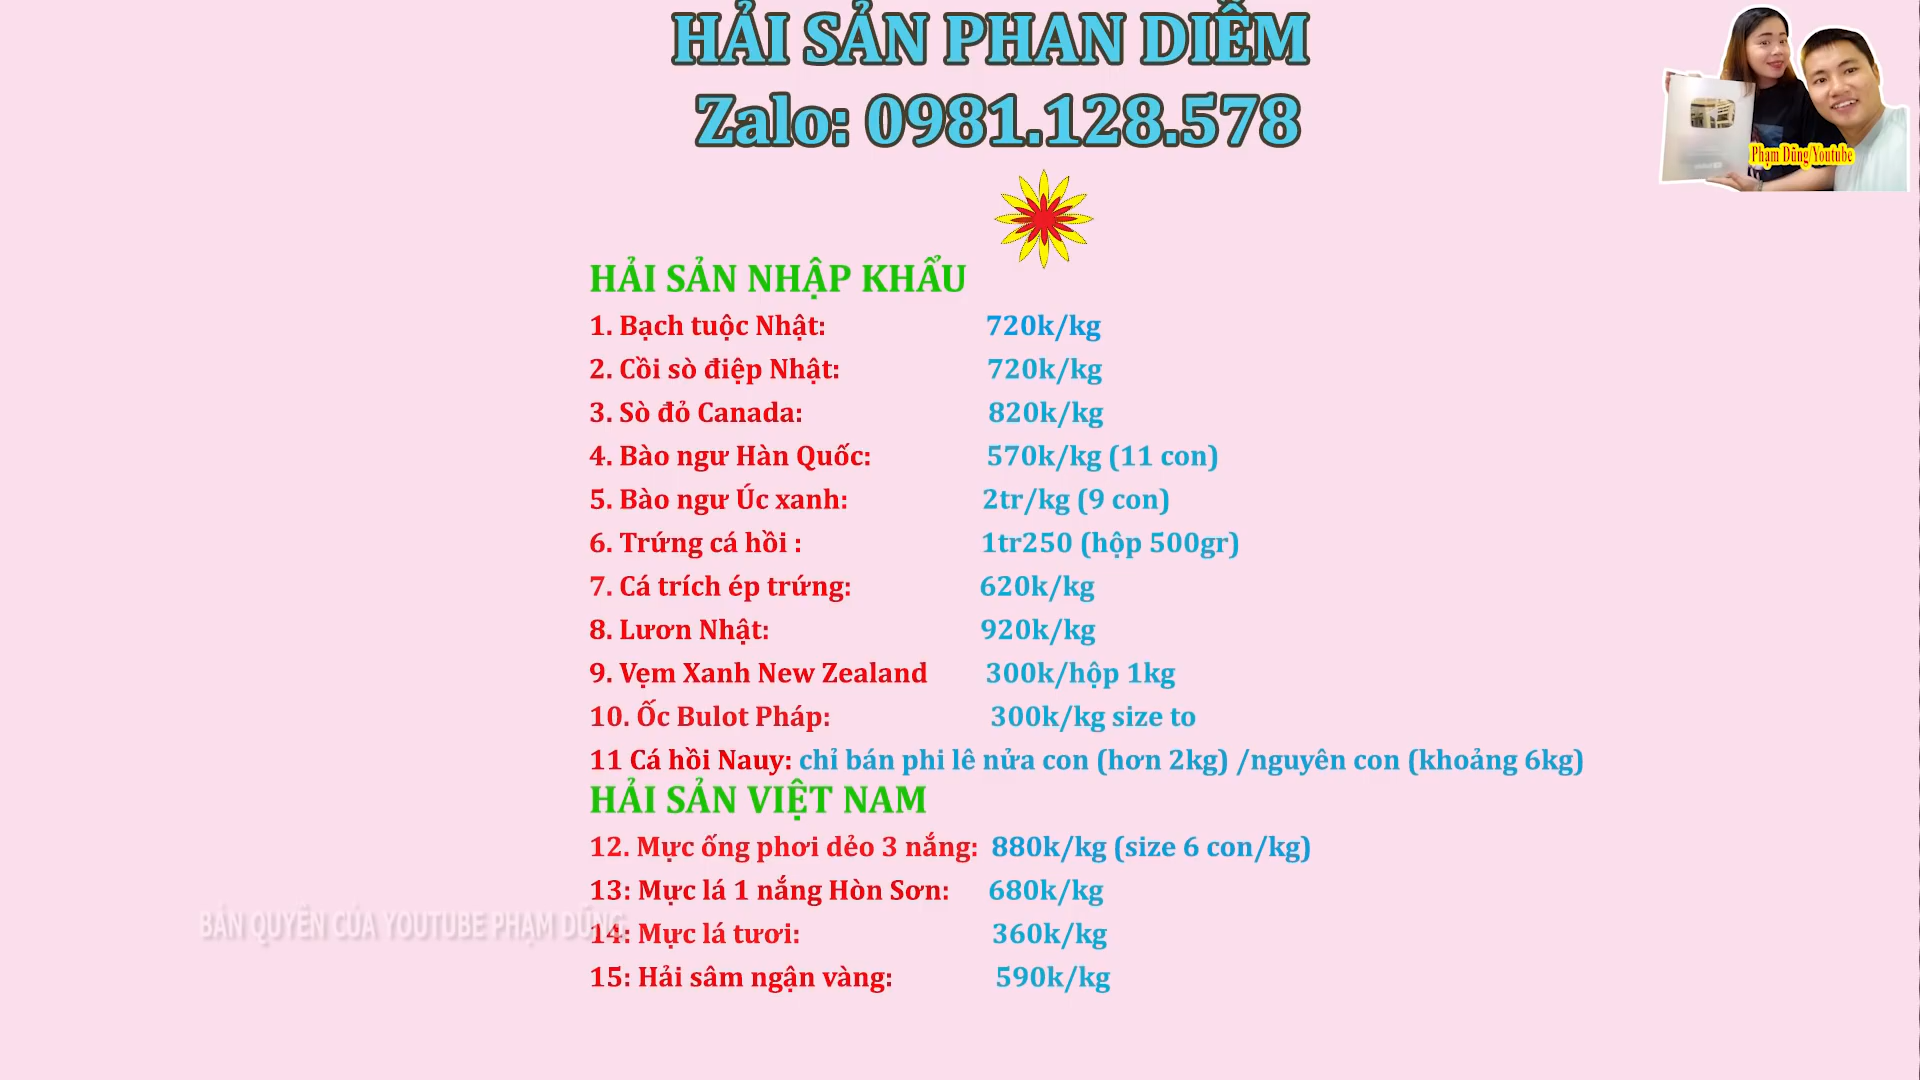 HẢI SẢN PHAN DIỄM
Zalo: 0981.128.578
Phạm Dũng Youtube
HẢI SẢN NHẬP KHẨU
1. Bạch tuộc Nhật: 720k/kg
2. Cồi sò điệp Nhật: 720k/kg
3. Sò đỏ Canada: 820k/kg
4. Bào ngư Hàn Quốc: 570k/kg (11 con)
5. Bào ngư Úc xanh: 2tr/kg (9 con)
6. Trứng cá hồi : 1tr250 (hộp 500gr)
7. Cá trích ép trứng: 620k/kg
8. Lươn Nhật: 920k/kg
9. Vẹm Xanh New Zealand 300k/hộp 1kg
10. Ốc Bulot Pháp: 300k/kg size to
11 Cá hồi Nauy: chỉ bán phi lê nửa con (hơn 2kg) /nguyên con (khoảng 6kg)
HẢI SẢN VIỆT NAM
12. Mực ống phơi dẻo 3 nắng: 880k/kg (size 6 con/kg)
13: Mực lá 1 nắng Hòn Sơn: 680k/kg
BẢN QUYỀN CỦA YOUTUBE PHẠM DŨNG
14: Mực lá tươi: 360k/kg
15: Hải sâm ngận vàng: 590k/kg